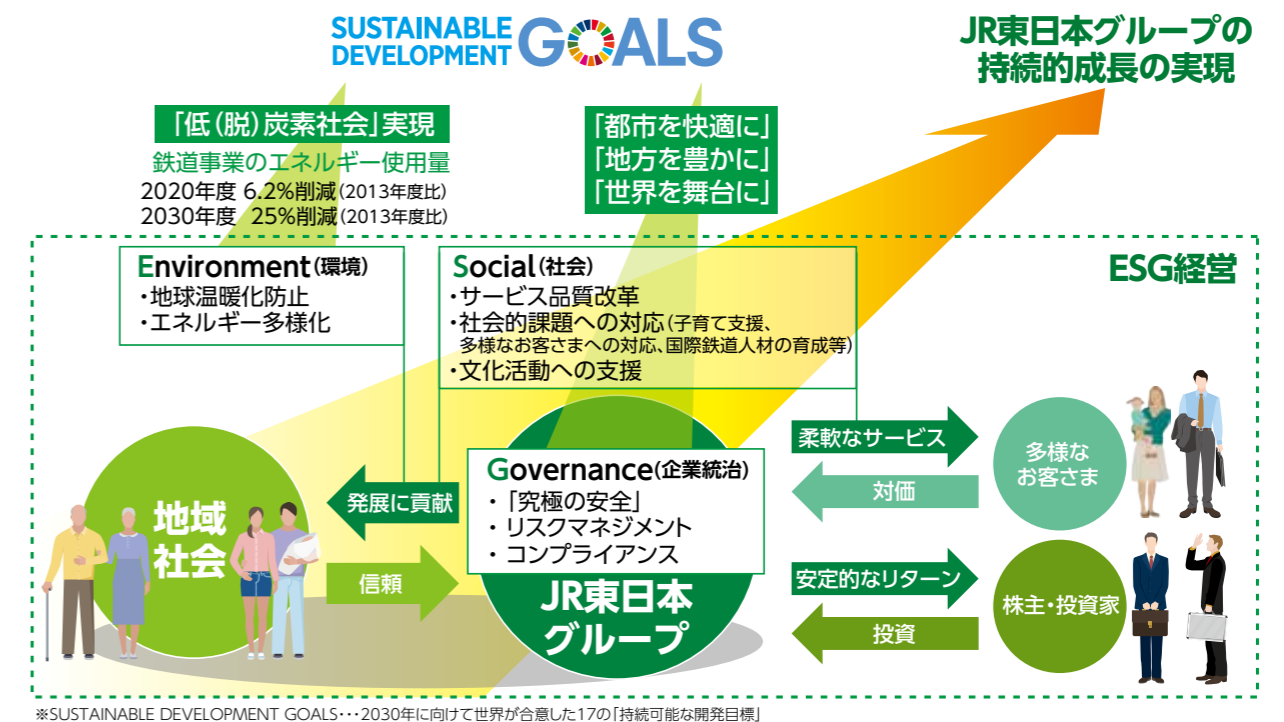 SUSTAINABLE
DEVELOPMENT
GOALS
JR東日本グループの
持続的成長の実現
「低(脱)炭素社会」実現
鉄道事業のエネルギー使用量
2020年度 6.2%削減(2013年度比)
2030年度 25%削減(2013年度比)
「都市を快適に」
「地方を豊かに」
「世界を舞台に」
ESG経営
Environment(環境)
・地球温暖化防止
・エネルギー多様化
Social(社会)
・サービス品質改革
・社会的課題への対応(子育て支援、
多様なお客さまへの対応、国際鉄道人材の育成等)
・文化活動への支援
地域
社会
発展に貢献
信頼
Governance(企業統治)
・「究極の安全」
・リスクマネジメント
・コンプライアンス
JR東日本
グループ
柔軟なサービス
対価
多様な
お客さま
安定的なリターン
投資
株主・投資家
※SUSTAINABLE DEVELOPMENT GOALS・・・2030年に向けて世界が合意した17の「持続可能な開発目標」